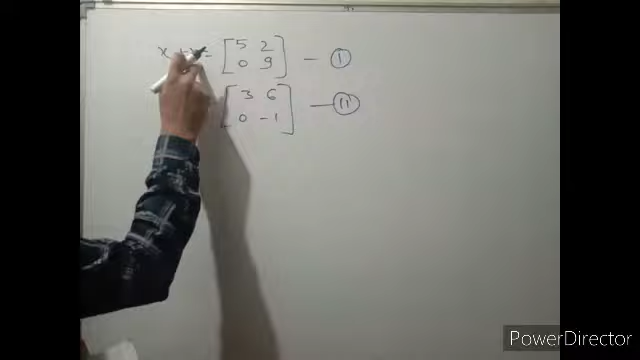 x + y = [5 2 0 9] — (I)
[3 6 0 -1] — (II)
PowerDirector